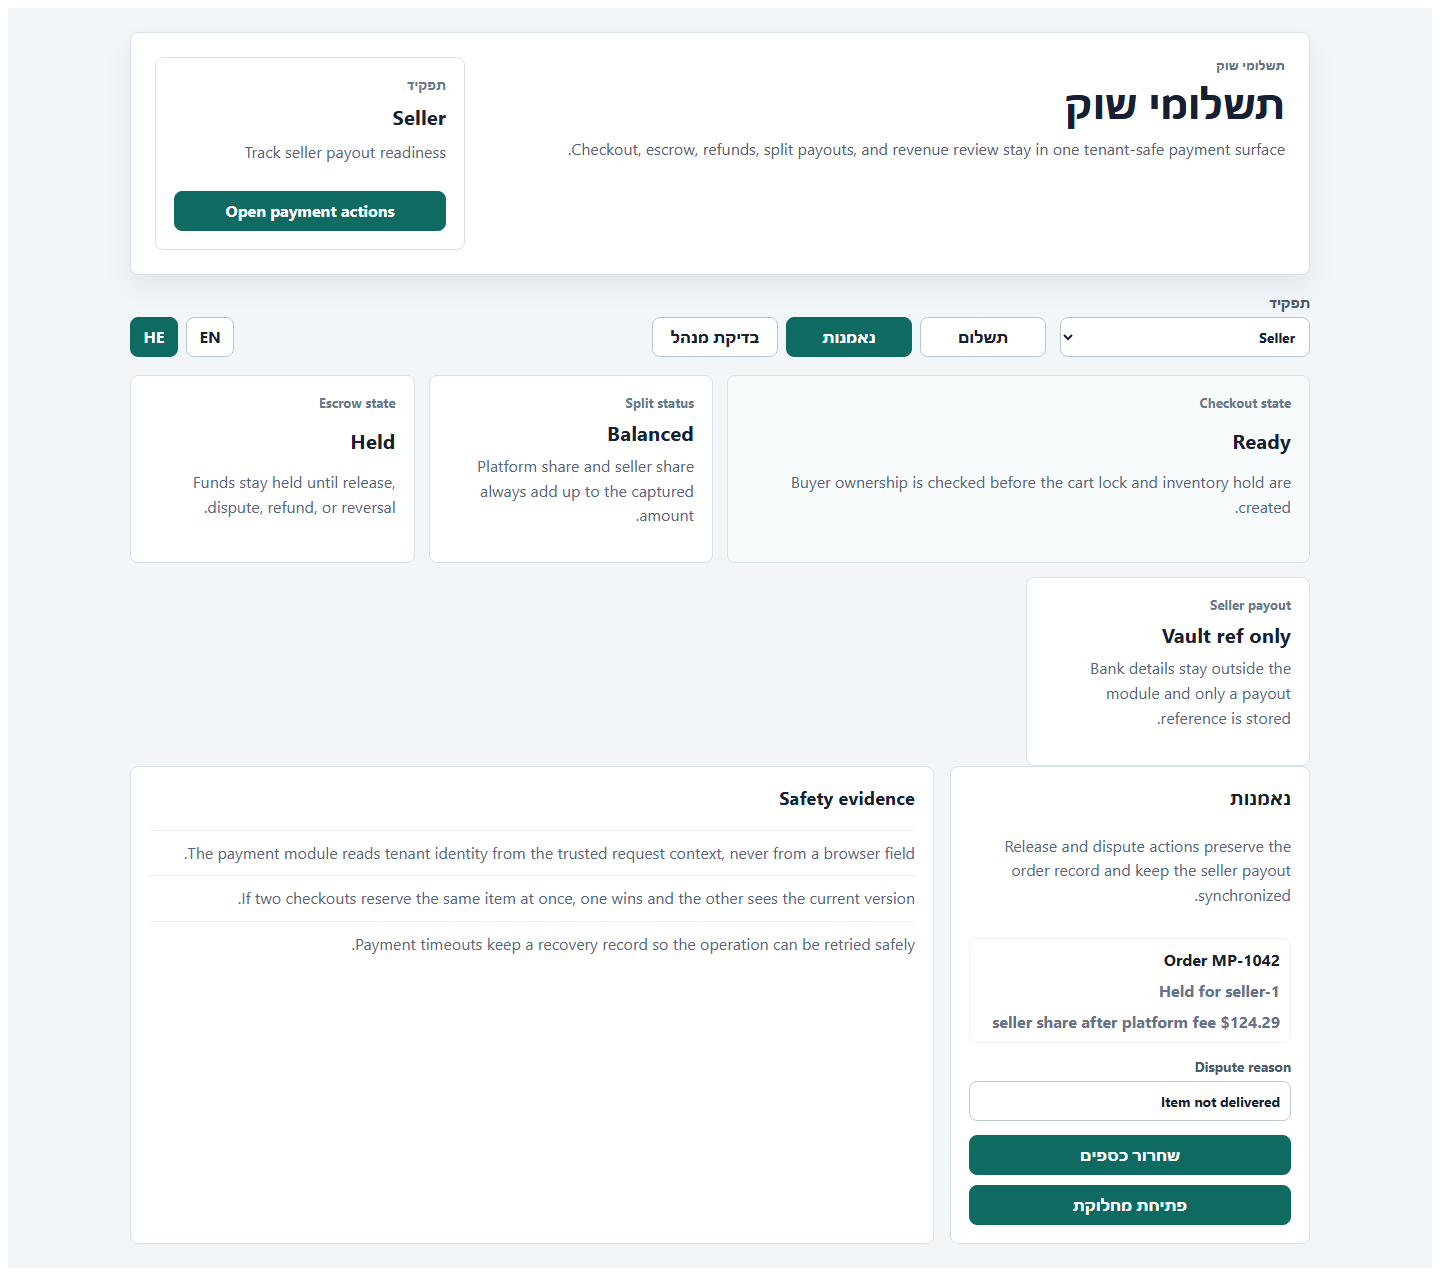 תשלומי שוק
תשלומי שוק
Checkout, escrow, refunds, split payouts, and revenue review stay in one tenant-safe payment surface.
תפקיד
Seller
Track seller payout readiness
Open payment actions
תפקיד
Seller
תשלום
נאמנות
בדיקת מנהל
EN
HE
Checkout state
Ready
Buyer ownership is checked before the cart lock and inventory hold are
created.
Split status
Balanced
Platform share and seller share
always add up to the captured
amount.
Escrow state
Held
Funds stay held until release,
dispute, refund, or reversal.
Seller payout
Vault ref only
Bank details stay outside the
module and only a payout
reference is stored.
נאמנות
Release and dispute actions preserve the
order record and keep the seller payout
synchronized.
Order MP-1042
Held for seller-1
seller share after platform fee $124.29
Dispute reason
Item not delivered
שחרור כספים
פתיחת מחלוקת
Safety evidence
The payment module reads tenant identity from the trusted request context, never from a browser field.
If two checkouts reserve the same item at once, one wins and the other sees the current version.
Payment timeouts keep a recovery record so the operation can be retried safely.